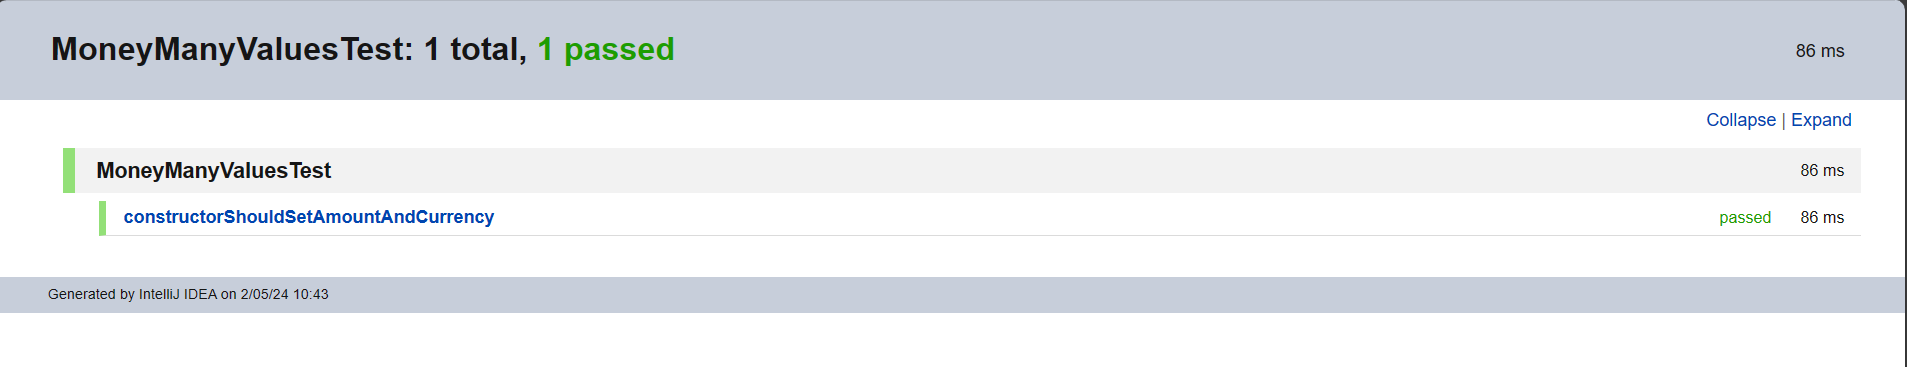 MoneyManyValuesTest: 1 total, 1 passed 86 ms
Collapse | Expand
MoneyManyValuesTest 86 ms
constructorShouldSetAmountAndCurrency passed 86 ms
Generated by IntelliJ IDEA on 2/05/24 10:43